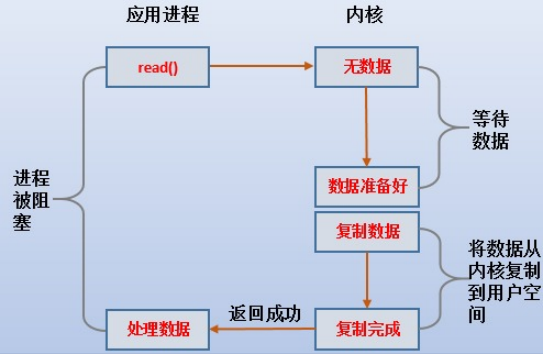 应用进程
内核
read()
无数据
等待
数据
数据准备好
进程
被阻
塞
复制数据
将数据从
内核复制
到用户空
间
处理数据
返回成功
复制完成